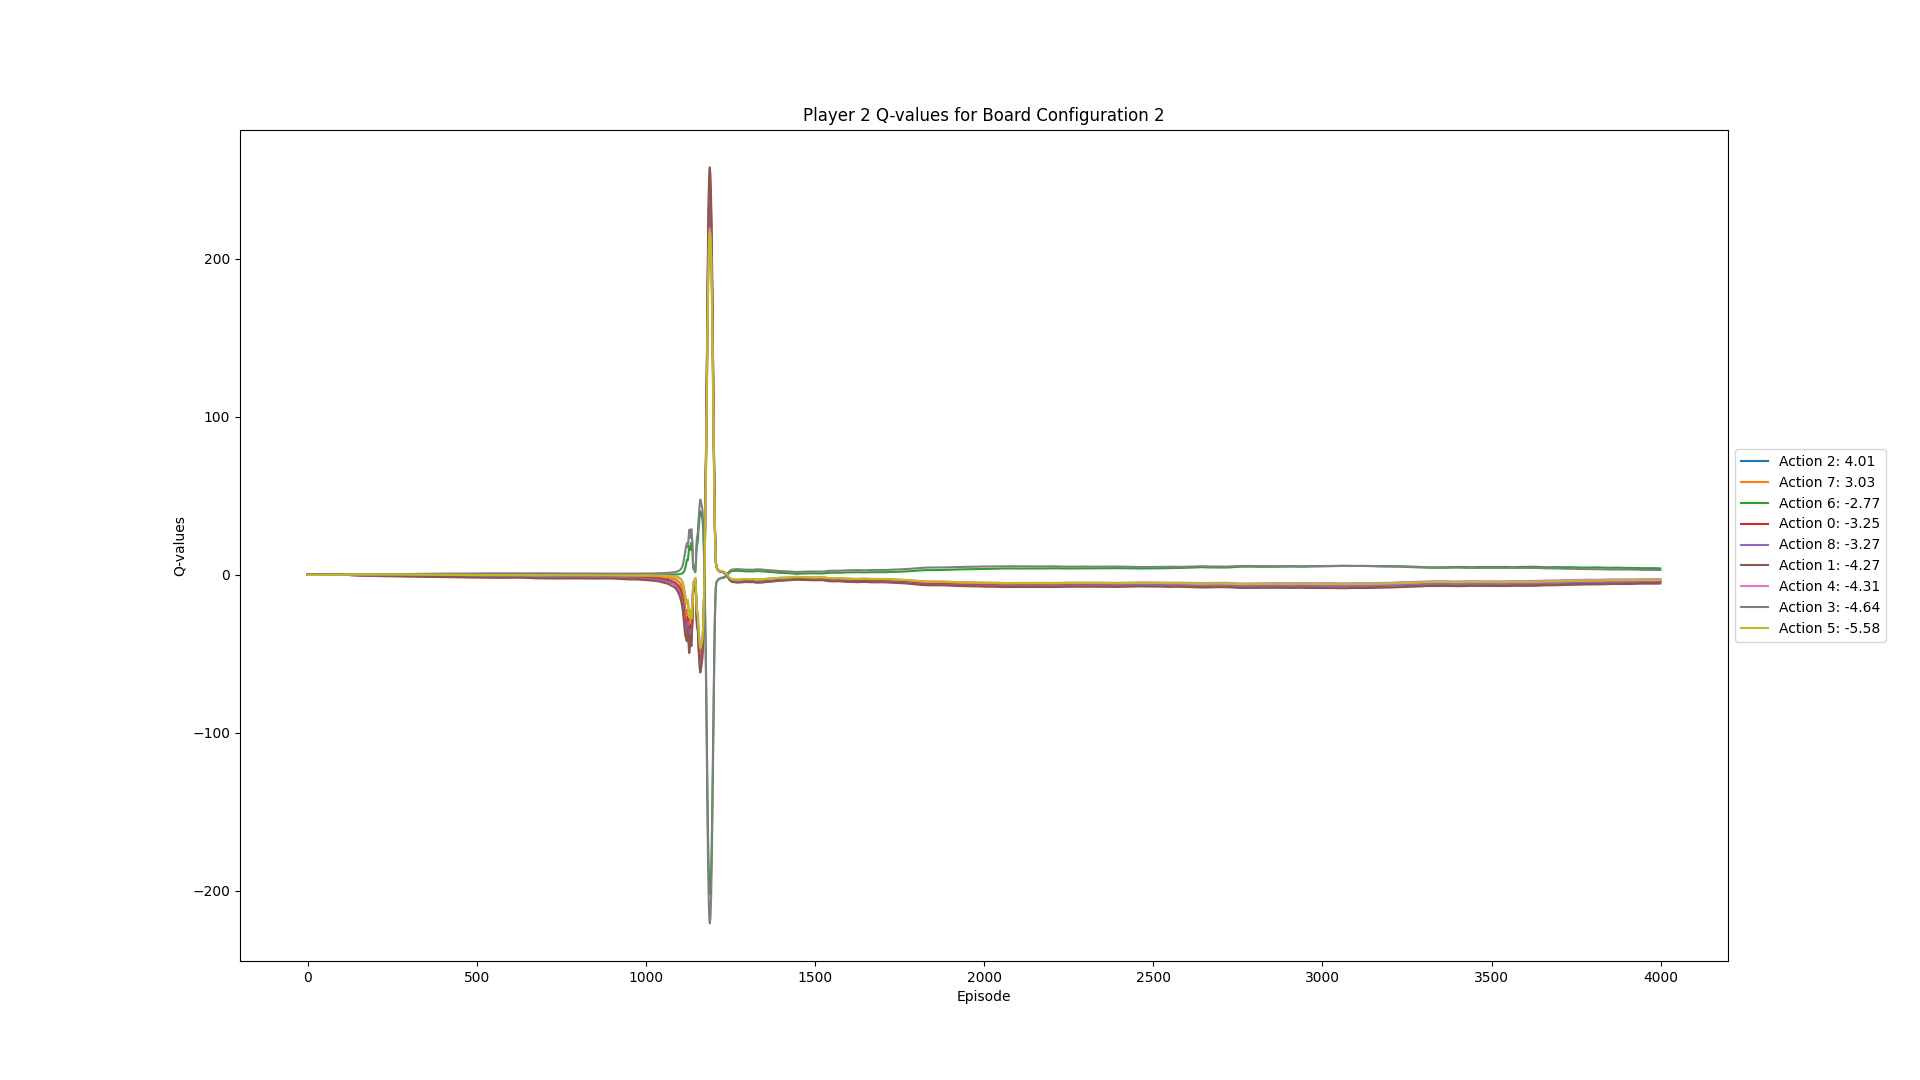 Player 2 Q-values for Board Configuration 2
200
100
0
−100
−200
Q-values
0
500
1000
1500
2000
2500
3000
3500
4000
Episode
Action 2: 4.01
Action 7: 3.03
Action 6: -2.77
Action 0: -3.25
Action 8: -3.27
Action 1: -4.27
Action 4: -4.31
Action 3: -4.64
Action 5: -5.58